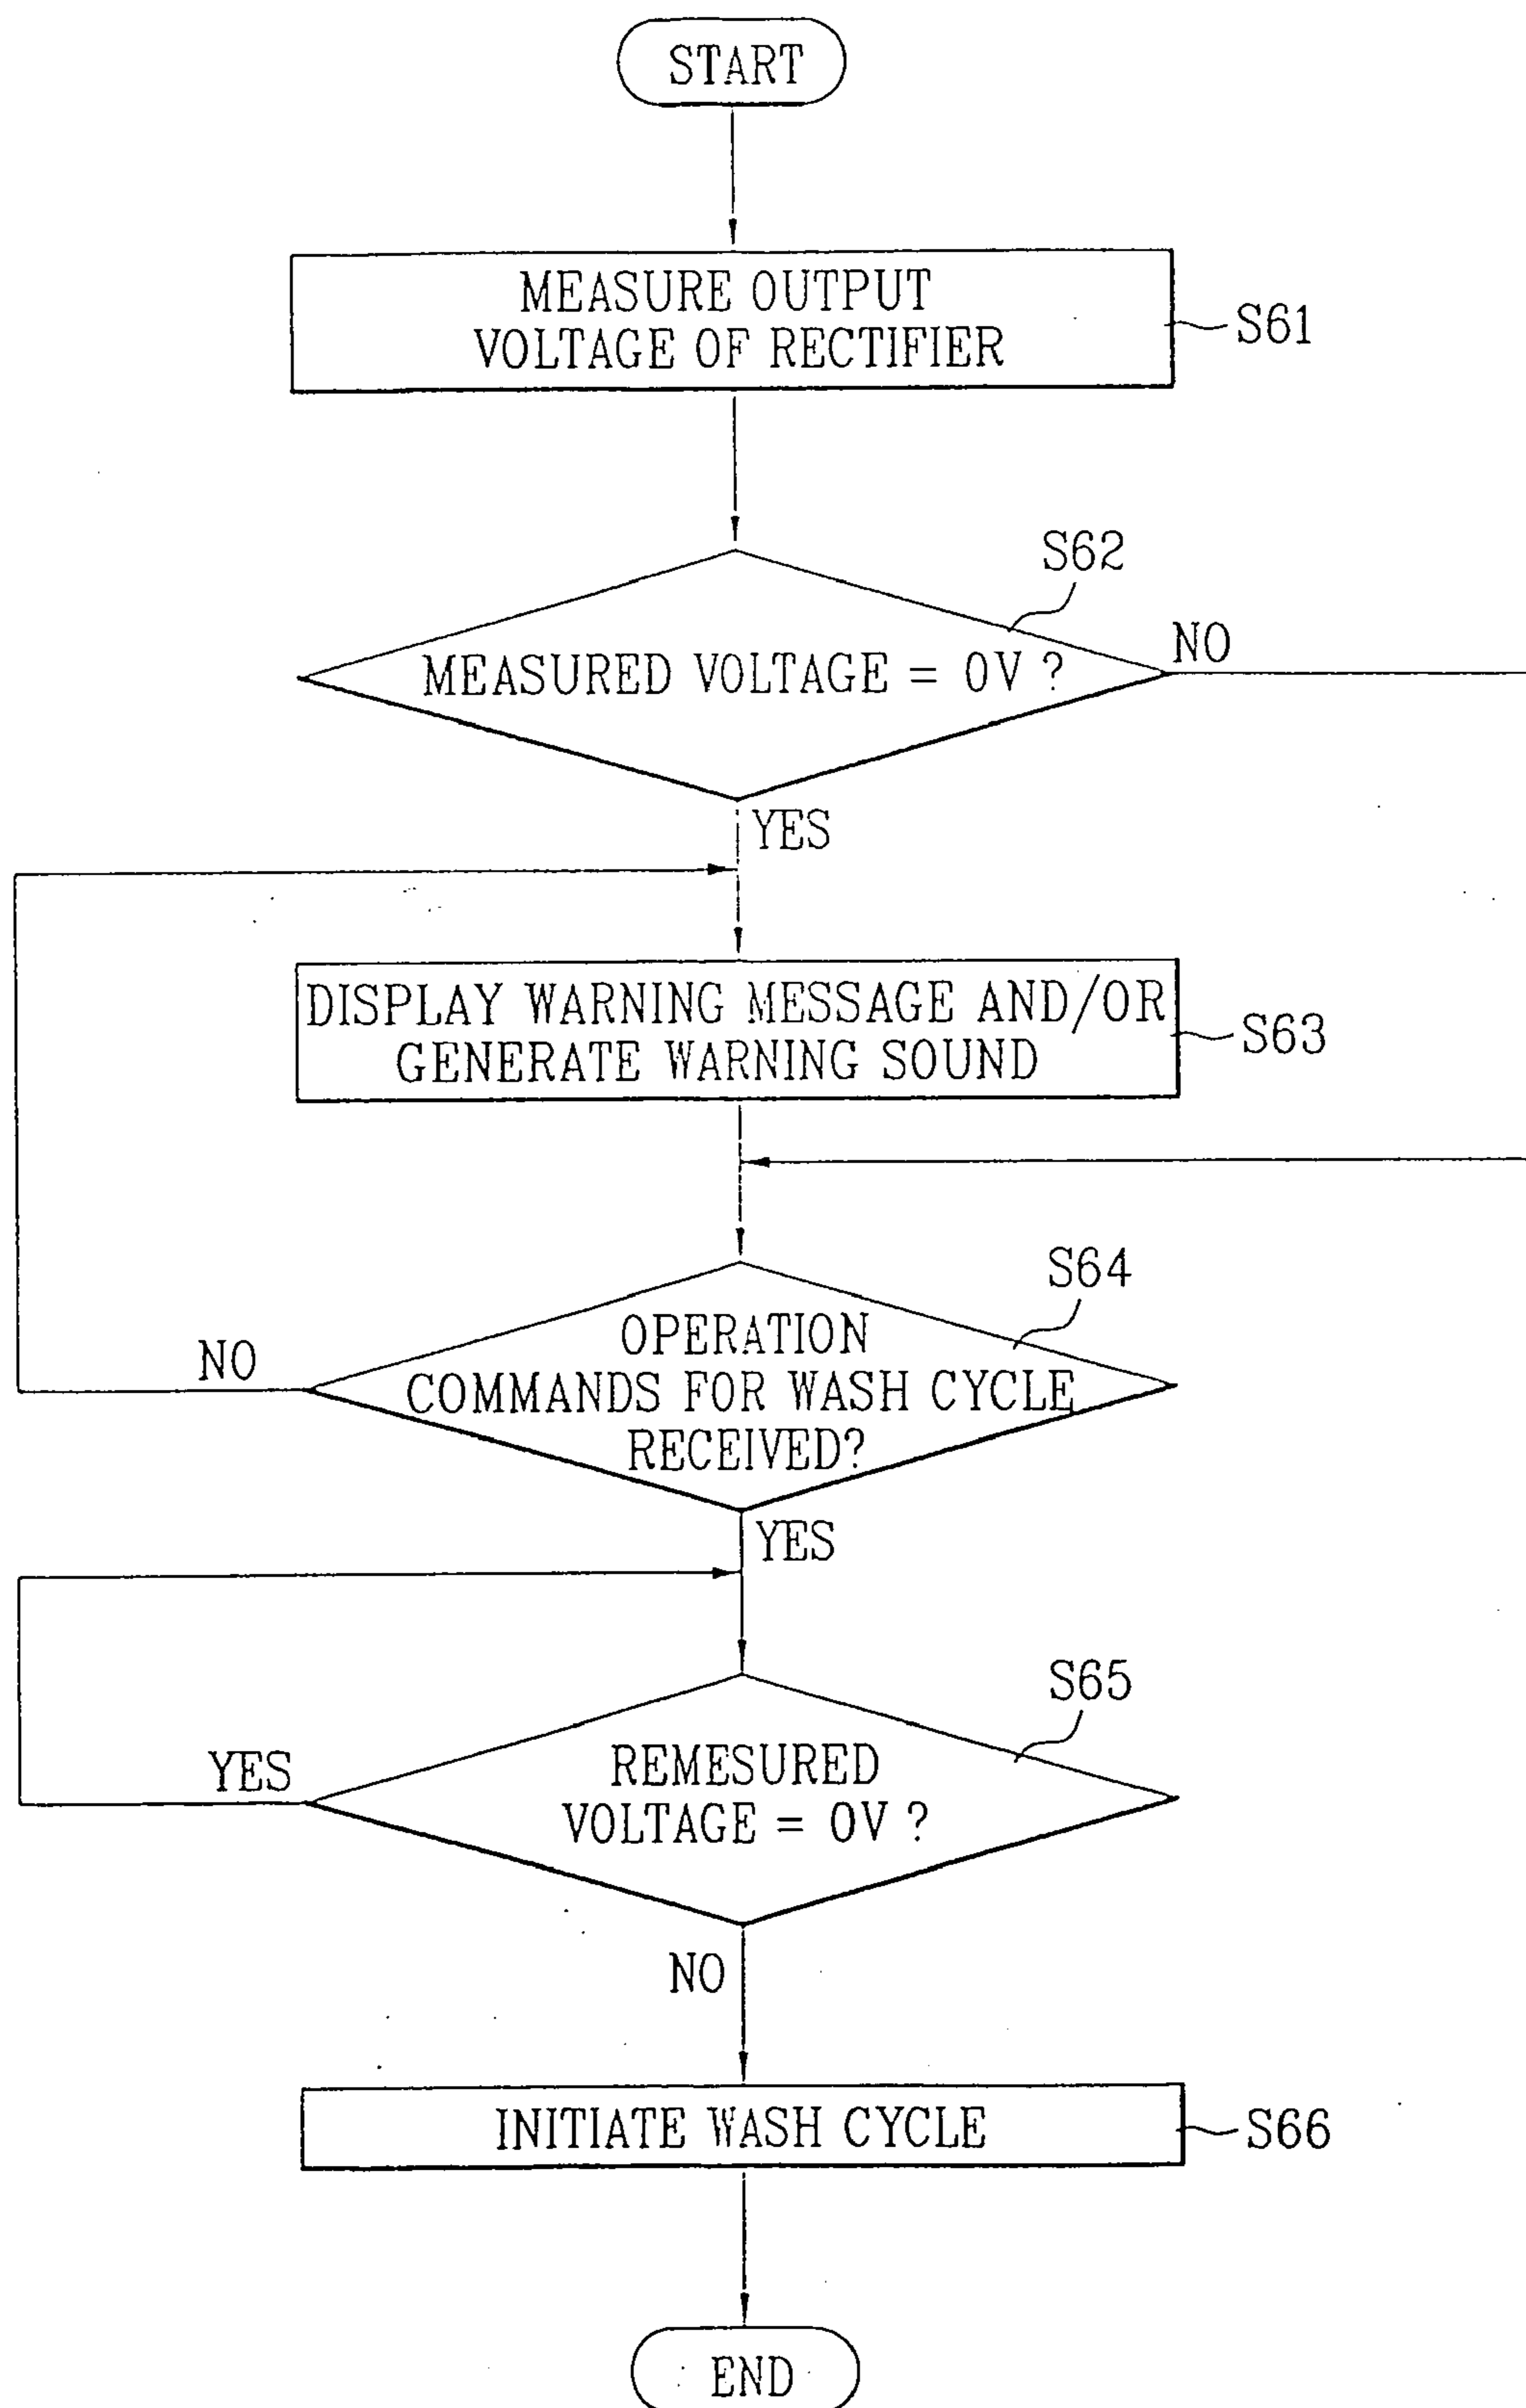 START
MEASURE OUTPUT
VOLTAGE OF RECTIFIER
S61
S62
MEASURED VOLTAGE = 0V ?
NO
YES
DISPLAY WARNING MESSAGE AND/OR
GENERATE WARNING SOUND
S63
S64
OPERATION
COMMANDS FOR WASH CYCLE
RECEIVED?
NO
YES
S65
REMESURED
VOLTAGE = 0V ?
YES
NO
INITIATE WASH CYCLE
S66
END